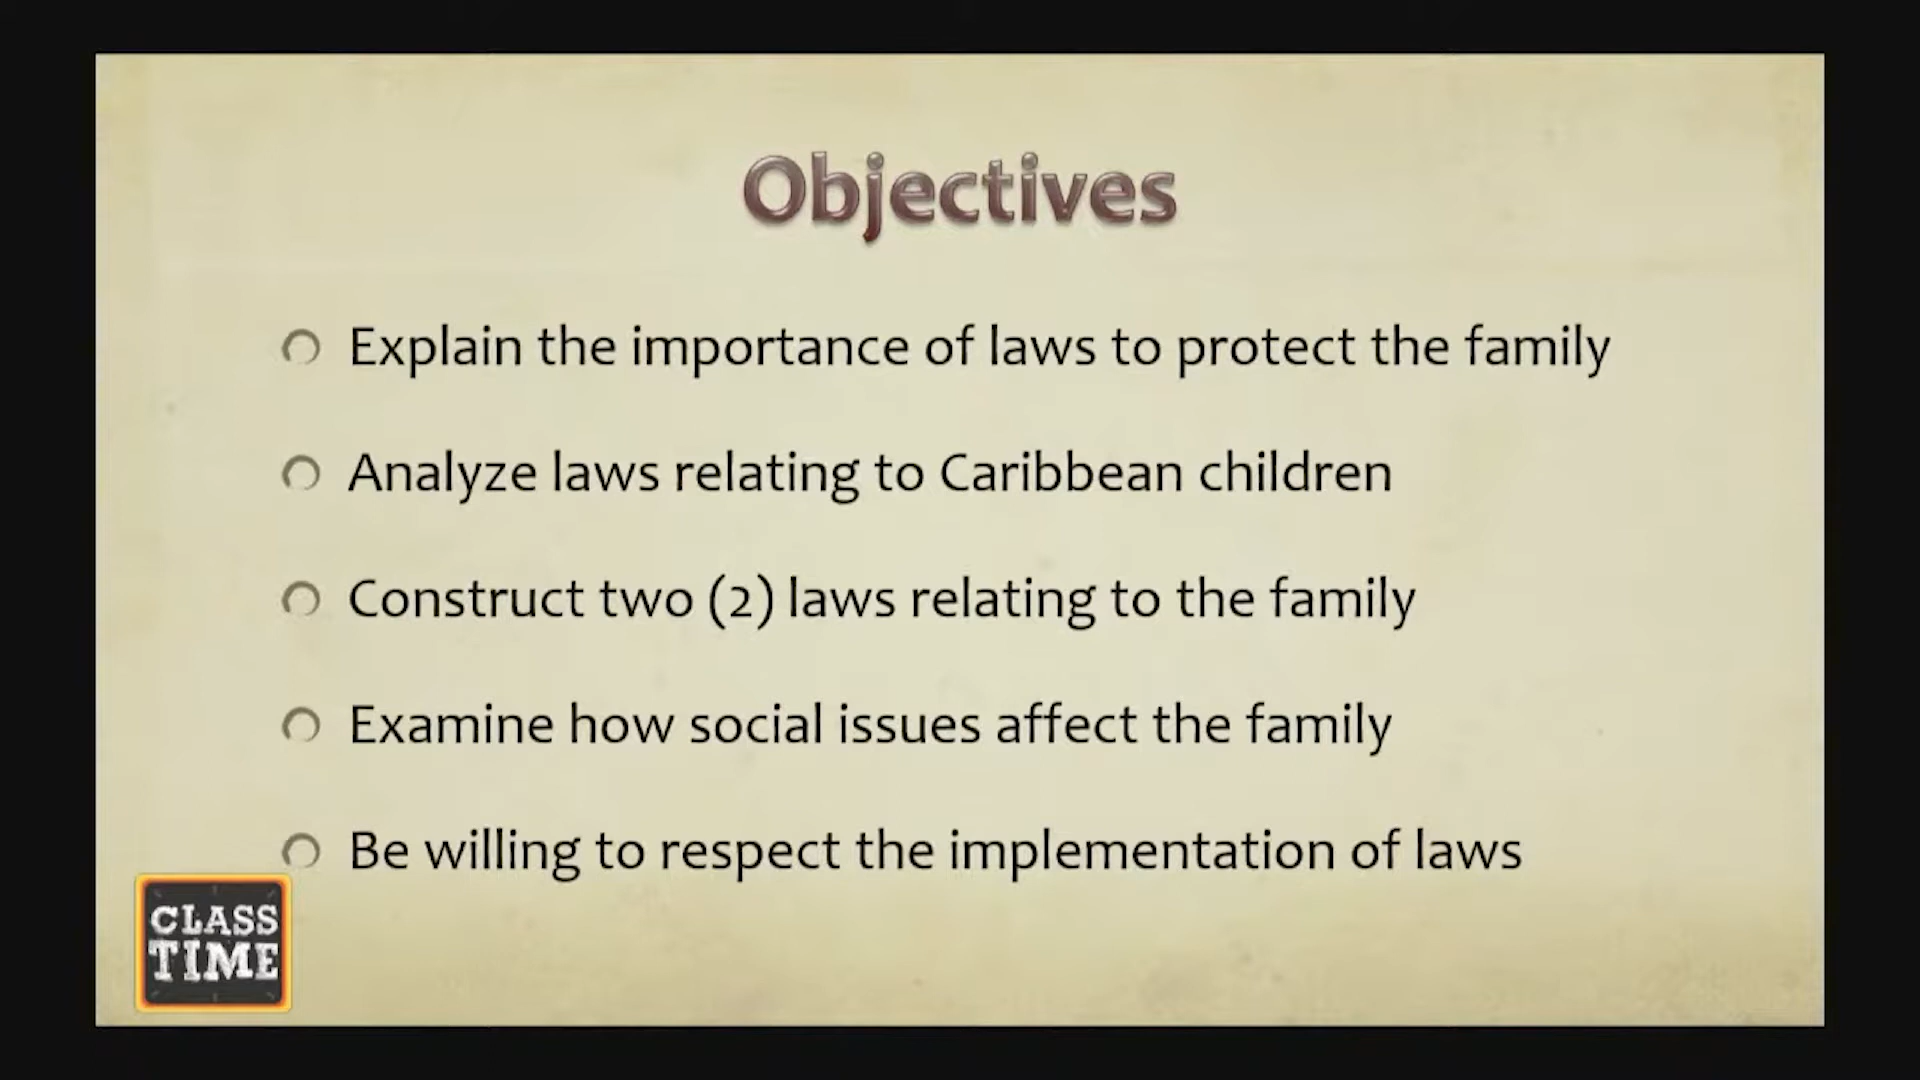 Objectives
Explain the importance of laws to protect the family
Analyze laws relating to Caribbean children
Construct two (2) laws relating to the family
Examine how social issues affect the family
Be willing to respect the implementation of laws
CLASS
TIME